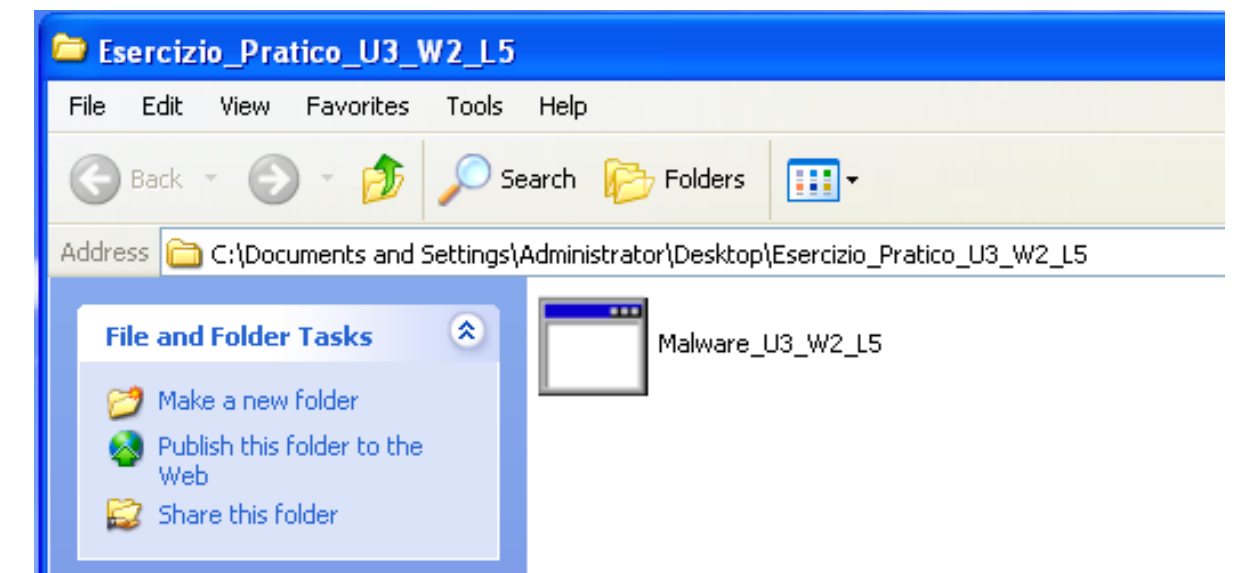 Esercizio_Pratico_U3_W2_L5
File Edit View Favorites Tools Help
Back Search Folders
Address C:\Documents and Settings\Administrator\Desktop\Esercizio_Pratico_U3_W2_L5
File and Folder Tasks
Make a new folder
Publish this folder to the
Web
Share this folder
Malware_U3_W2_L5